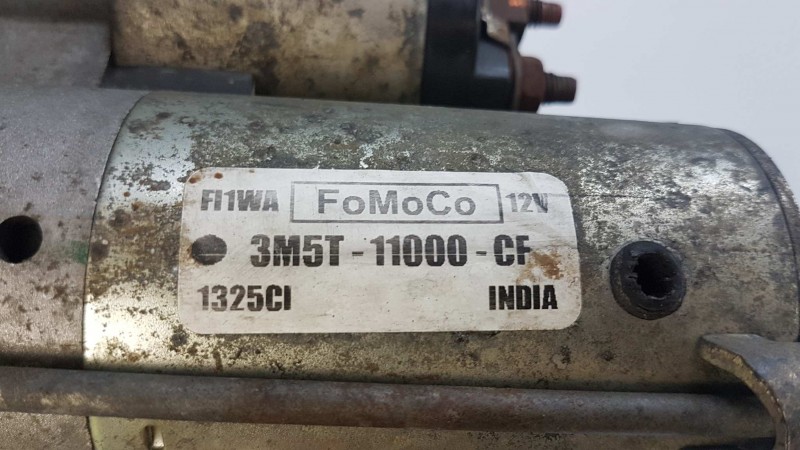 FI1WA FoMoCo 12V
3M5T-11000-CF
1325CI INDIA